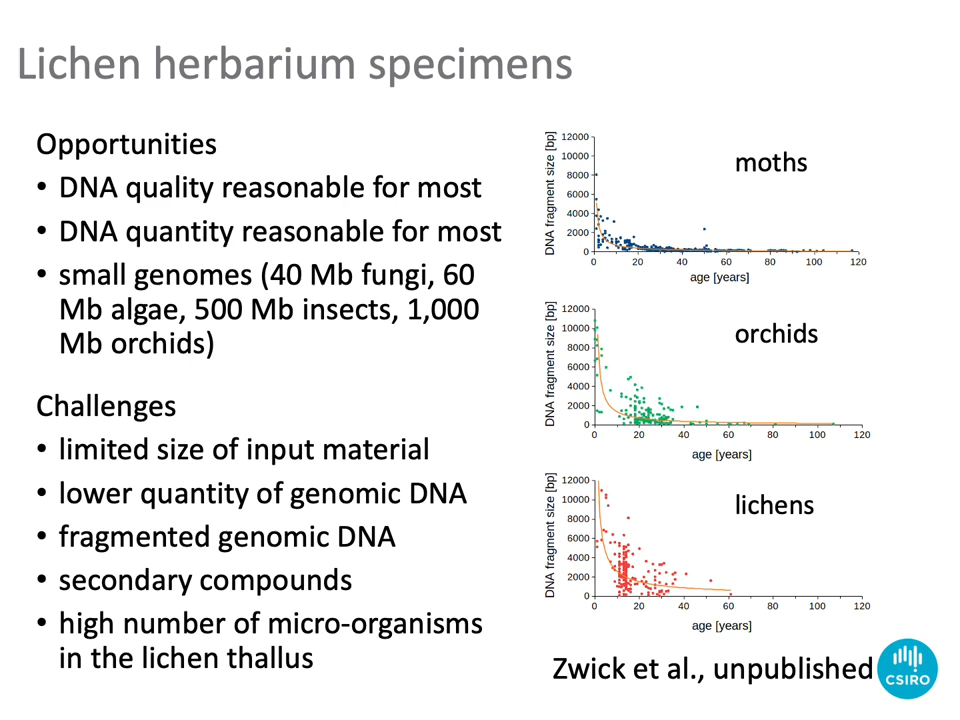 Lichen herbarium specimens
Opportunities
• DNA quality reasonable for most
• DNA quantity reasonable for most
• small genomes (40 Mb fungi, 60
Mb algae, 500 Mb insects, 1,000
Mb orchids)
Challenges
• limited size of input material
• lower quantity of genomic DNA
• fragmented genomic DNA
• secondary compounds
• high number of micro-organisms
in the lichen thallus
DNA fragment size [bp]
12000
10000
8000
6000
4000
2000
0
moths
0 20 40 60 80 100 120
age [years]
DNA fragment size [bp]
12000
10000
8000
6000
4000
2000
0
orchids
0 20 40 60 80 100 120
age [years]
DNA fragment size [bp]
12000
10000
8000
6000
4000
2000
0
lichens
0 20 40 60 80 100 120
age [years]
Zwick et al., unpublished
CSIRO